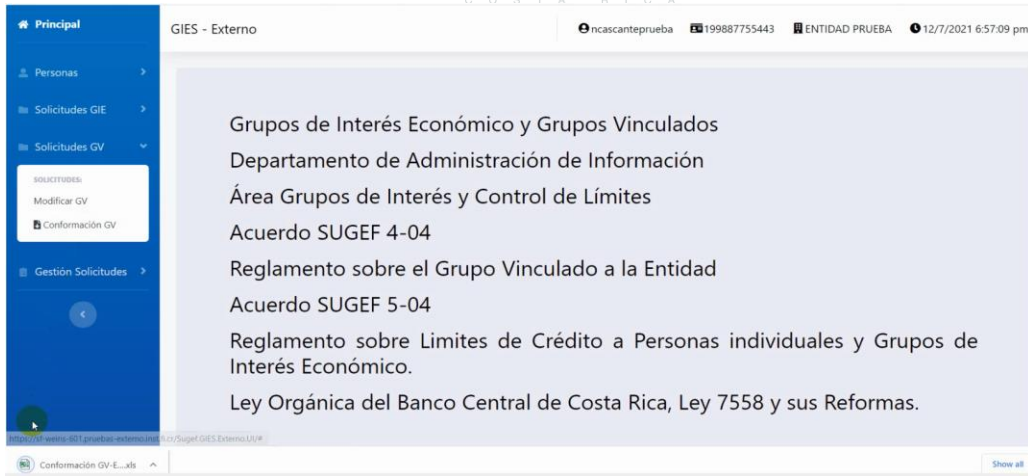 Principal
GIES - Externo
ncascanteprueba
199887755443
ENTIDAD PRUEBA
12/7/2021 6:57:09 pm
Personas
Solicitudes GIE
Solicitudes GV
SOLICITUDES:
Modificar GV
Conformación GV
Gestión Solicitudes
Grupos de Interés Económico y Grupos Vinculados
Departamento de Administración de Información
Área Grupos de Interés y Control de Límites
Acuerdo SUGEF 4-04
Reglamento sobre el Grupo Vinculado a la Entidad
Acuerdo SUGEF 5-04
Reglamento sobre Limites de Crédito a Personas individuales y Grupos de
Interés Económico.
Ley Orgánica del Banco Central de Costa Rica, Ley 7558 y sus Reformas.
Conformación GV-E....xls
Show all